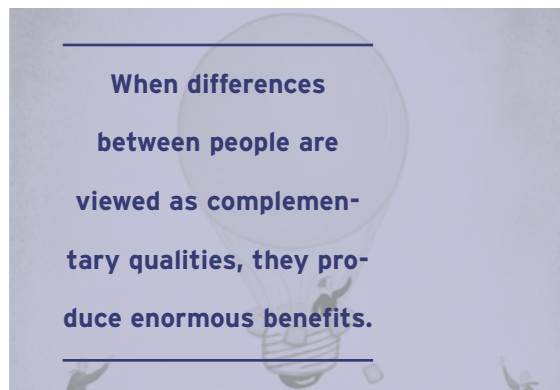 When differences
between people are
viewed as complemen-
tary qualities, they pro-
duce enormous benefits.